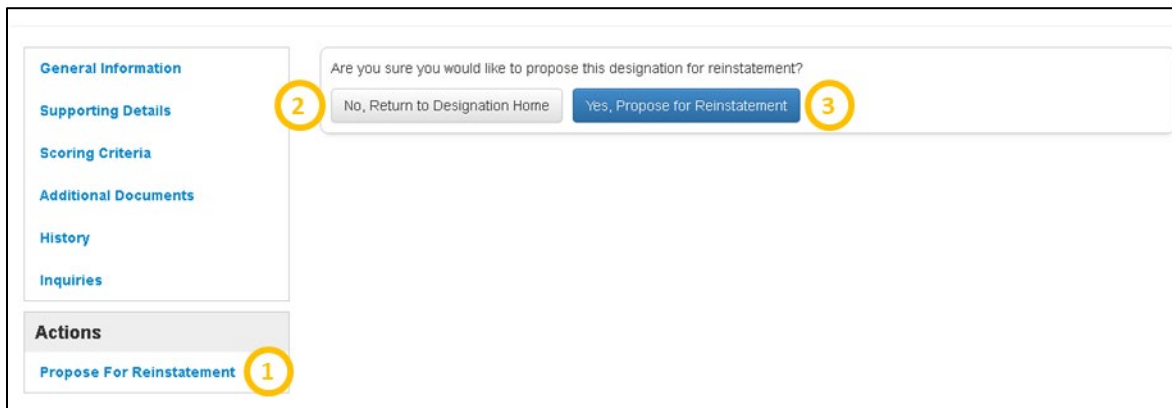 General Information
Supporting Details
Scoring Criteria
Additional Documents
History
Inquiries
Actions
Propose For Reinstatement 1
Are you sure you would like to propose this designation for reinstatement?
2 No, Return to Designation Home Yes, Propose for Reinstatement 3